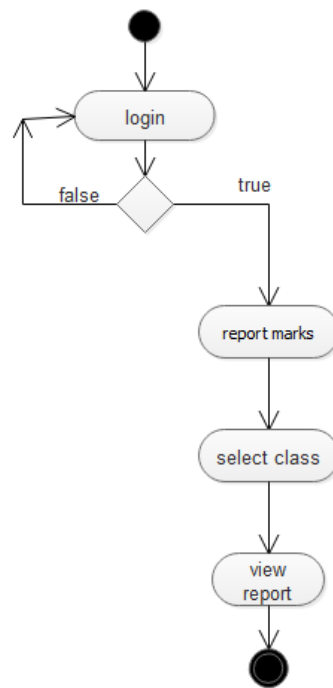 login
false
true
report marks
select class
view
report